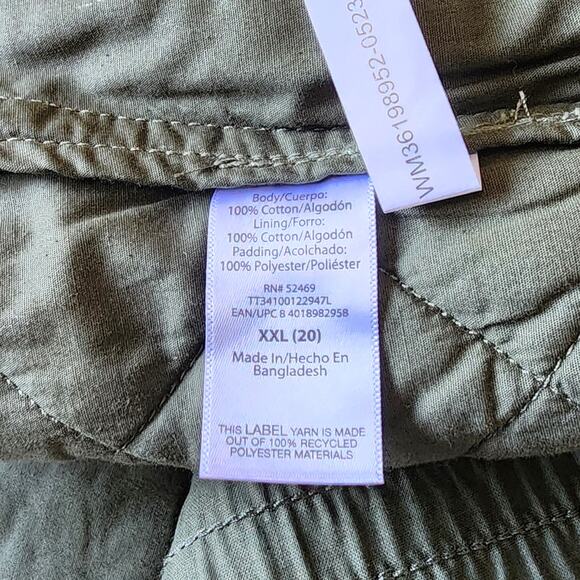 WM36198952-0523
Body/Cuerpo:
100% Cotton/Algodón
Lining/Forro:
100% Cotton/Algodón
Padding/Acolchado:
100% Polyester/Poliéster
RN# 52469
TT34100122947L
EAN/UPC 8 4018982958
XXL (20)
Made In/Hecho En
Bangladesh
THIS LABEL YARN IS MADE
OUT OF 100% RECYCLED
POLYESTER MATERIALS